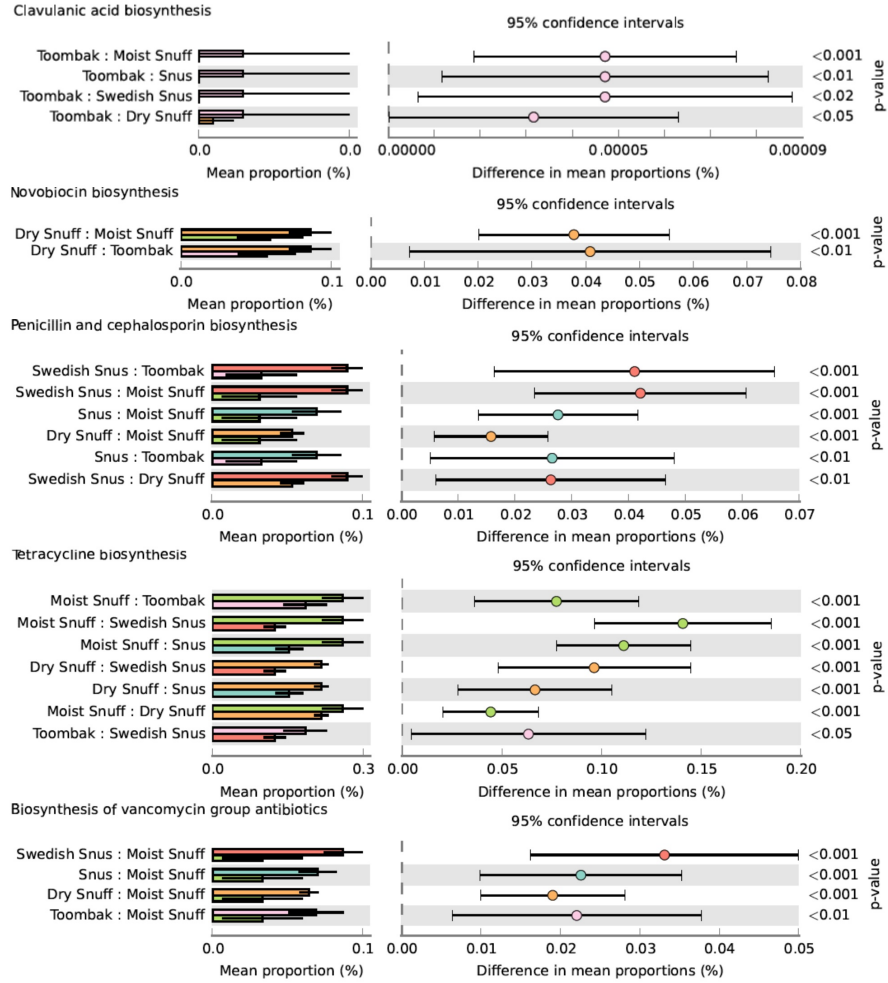 Clavulanic acid biosynthesis
95% confidence intervals
Toombak : Moist Snuff <0.001
Toombak : Snus <0.01
Toombak : Swedish Snus <0.02
Toombak : Dry Snuff <0.05
p-value
0.0 0.0 0.00000 0.00005 0.00009
Mean proportion (%) Difference in mean proportions (%)
Novobiocin biosynthesis
95% confidence intervals
Dry Snuff : Moist Snuff <0.001
Dry Snuff : Toombak <0.01
p-value
0.0 0.1 0.00 0.01 0.02 0.03 0.04 0.05 0.06 0.07 0.08
Mean proportion (%) Difference in mean proportions (%)
Penicillin and cephalosporin biosynthesis
95% confidence intervals
Swedish Snus : Toombak <0.001
Swedish Snus : Moist Snuff <0.001
Snus : Moist Snuff <0.001
Dry Snuff : Moist Snuff <0.001
Snus : Toombak <0.01
Swedish Snus : Dry Snuff <0.01
p-value
0.0 0.1 0.00 0.01 0.02 0.03 0.04 0.05 0.06 0.07
Mean proportion (%) Difference in mean proportions (%)
Tetracycline biosynthesis
95% confidence intervals
Moist Snuff : Toombak <0.001
Moist Snuff : Swedish Snus <0.001
Moist Snuff : Snus <0.001
Dry Snuff : Swedish Snus <0.001
Dry Snuff : Snus <0.001
Moist Snuff : Dry Snuff <0.001
Toombak : Swedish Snus <0.05
p-value
0.0 0.3 0.00 0.05 0.10 0.15 0.20
Mean proportion (%) Difference in mean proportions (%)
Biosynthesis of vancomycin group antibiotics
95% confidence intervals
Swedish Snus : Moist Snuff <0.001
Snus : Moist Snuff <0.001
Dry Snuff : Moist Snuff <0.001
Toombak : Moist Snuff <0.01
p-value
0.0 0.1 0.00 0.01 0.02 0.03 0.04 0.05
Mean proportion (%) Difference in mean proportions (%)